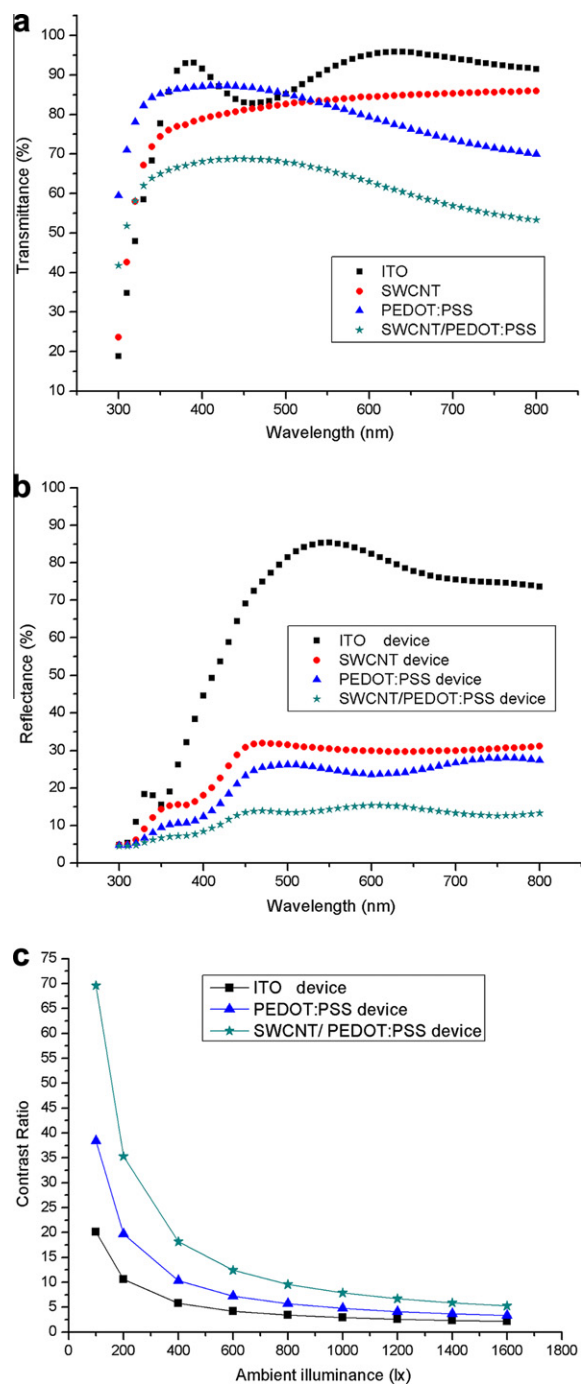 a
100
90
80
70
60
50
40
30
20
10
Transmittance (%)
ITO
SWCNT
PEDOT:PSS
SWCNT/PEDOT:PSS
300 400 500 600 700 800
Wavelength (nm)
b
100
90
80
70
60
50
40
30
20
10
0
Reflectance (%)
ITO device
SWCNT device
PEDOT:PSS device
SWCNT/PEDOT:PSS device
300 400 500 600 700 800
Wavelength (nm)
c
75
70
65
60
55
50
45
40
35
30
25
20
15
10
5
0
Contrast Ratio
ITO device
PEDOT:PSS device
SWCNT/ PEDOT:PSS device
0 200 400 600 800 1000 1200 1400 1600 1800
Ambient illuminance (lx)